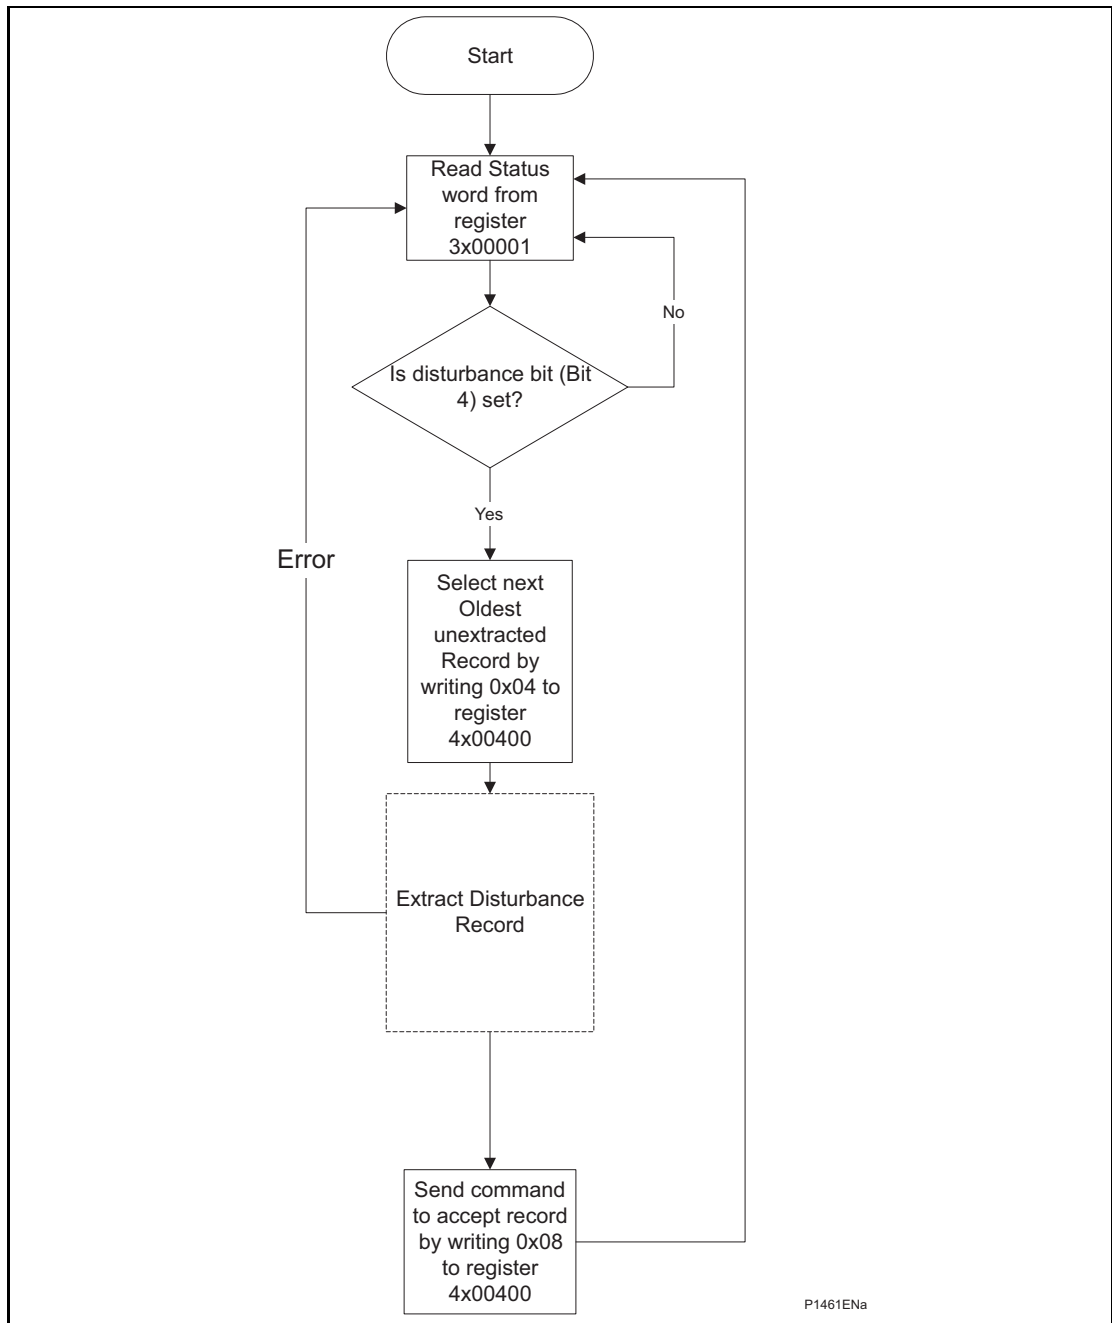 Start
Read Status
word from
register
3x00001
No
Is disturbance bit (Bit
4) set?
Yes
Error
Select next
Oldest
unextracted
Record by
writing 0x04 to
register
4x00400
Extract Disturbance
Record
Send command
to accept record
by writing 0x08
to register
4x00400
P1461ENa